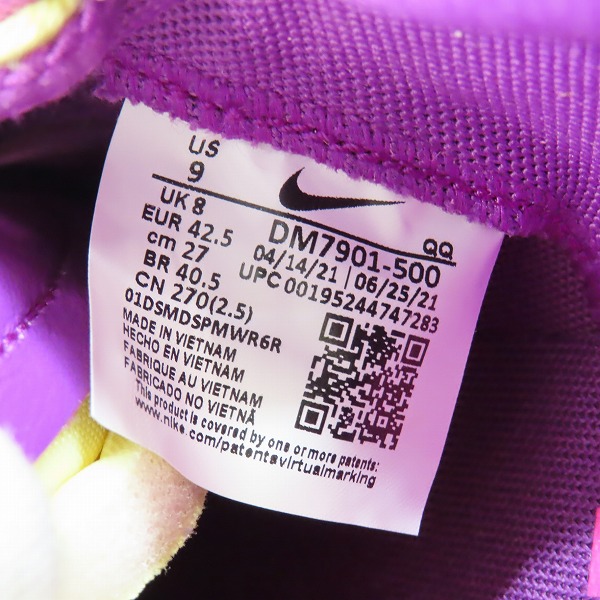 US
9
UK 8
EUR 42.5
cm 27
BR 40.5
CN 270(2.5)
DM7901-500
QQ
04/14/21 | 06/25/21
UPC 00195244747283
01DSMDSPMWR6R
MADE IN VIETNAM
HECHO EN VIETNAM
FABRIQUE AU VIETNAM
FABRICADO NO VIETNÃ
This product is covered by one or more patents:
www.nike.com/patentsvirtualmarking